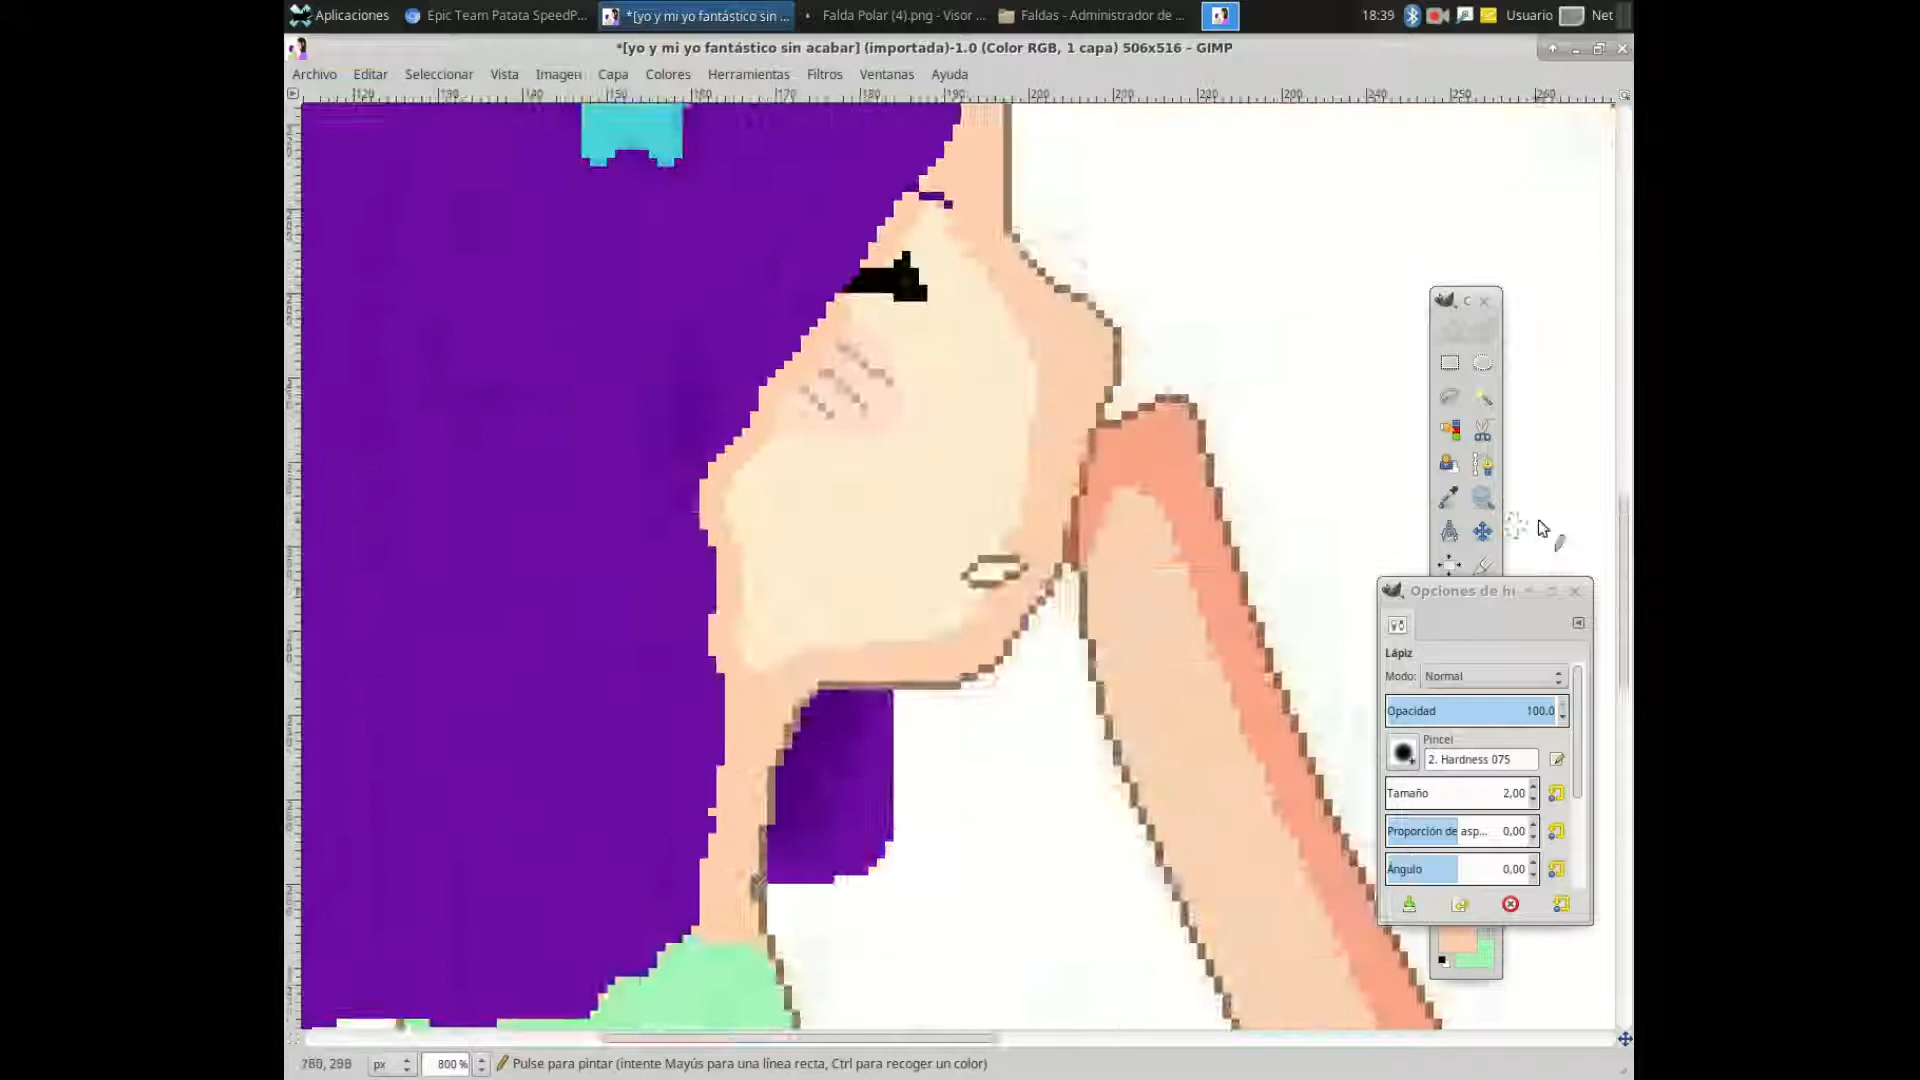 Aplicaciones Epic Team Patata SpeedP... *[yo y mi yo fantástico sin ... Falda Polar (4).png - Visor ... Faldas - Administrador de ... 18:39 Usuario Net
*[yo y mi yo fantástico sin acabar] (importada)-1.0 (Color RGB, 1 capa) 506x516 – GIMP
Archivo Editar Seleccionar Vista Imagen Capa Colores Herramientas Filtros Ventanas Ayuda
C
Opciones de h
Lápiz
Modo: Normal
Opacidad 100,0
Pincel
2. Hardness 075
Tamaño 2,00
Proporción de asp... 0,00
Ángulo 0,00
px 800 % Pulse para pintar (intente Mayús para una línea recta, Ctrl para recoger un color)